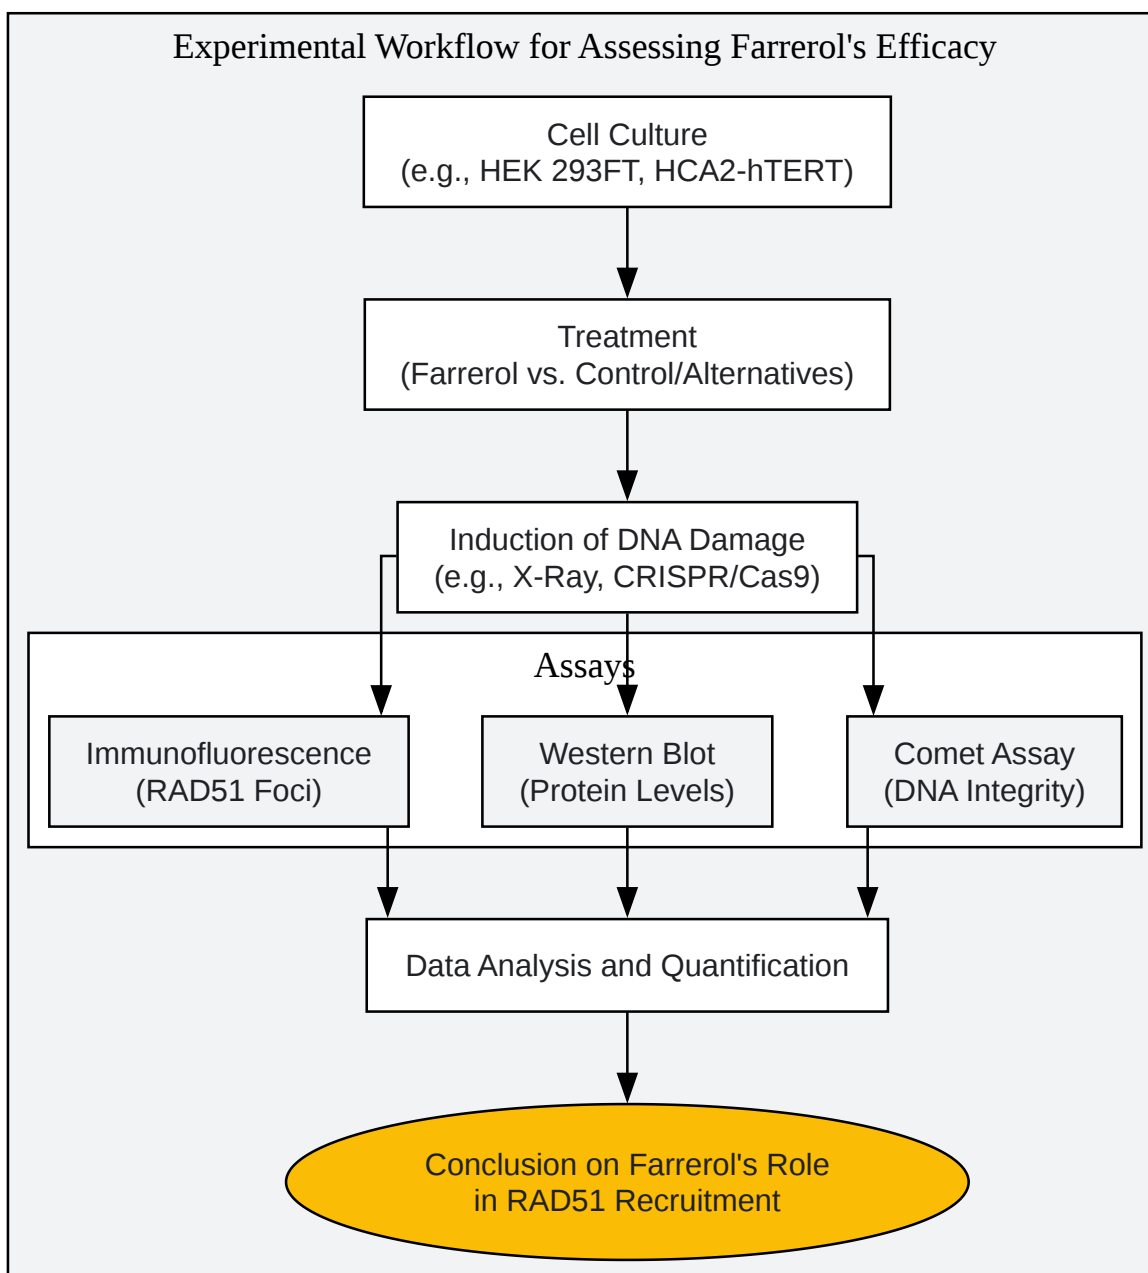 Experimental Workflow for Assessing Farrerol's Efficacy
Cell Culture
(e.g., HEK 293FT, HCA2-hTERT)
Treatment
(Farrerol vs. Control/Alternatives)
Induction of DNA Damage
(e.g., X-Ray, CRISPR/Cas9)
Assays
Immunofluorescence
(RAD51 Foci)
Western Blot
(Protein Levels)
Comet Assay
(DNA Integrity)
Data Analysis and Quantification
Conclusion on Farrerol's Role
in RAD51 Recruitment